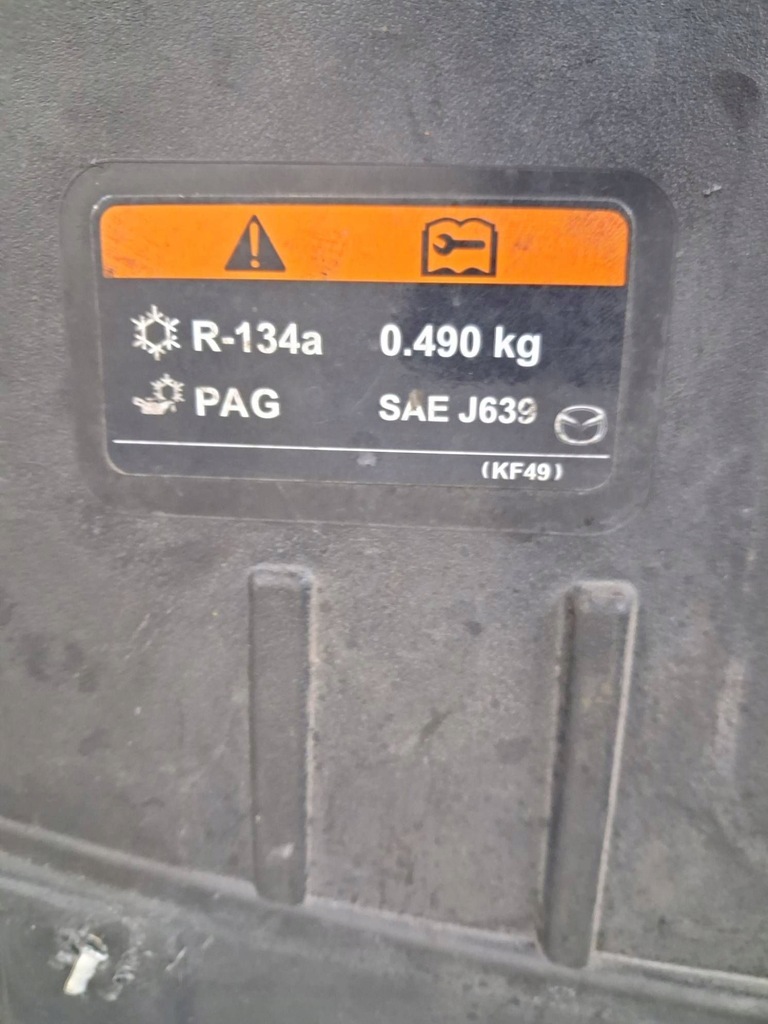 R-134a 0.490 kg
PAG SAE J639
(KF49)